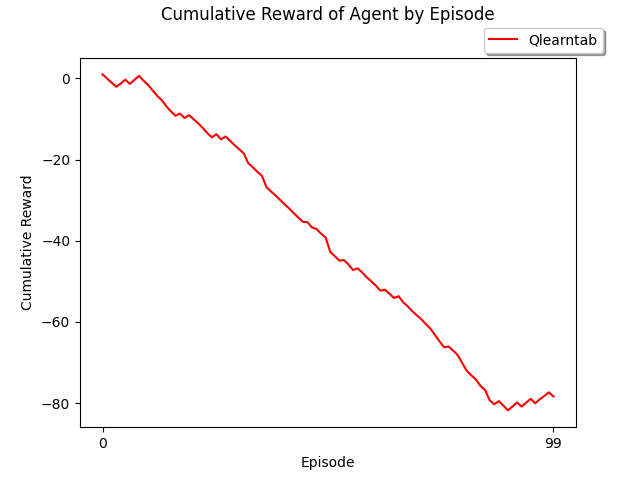 Cumulative Reward of Agent by Episode
Qlearntab
0
−20
−40
−60
−80
Cumulative Reward
0 99
Episode